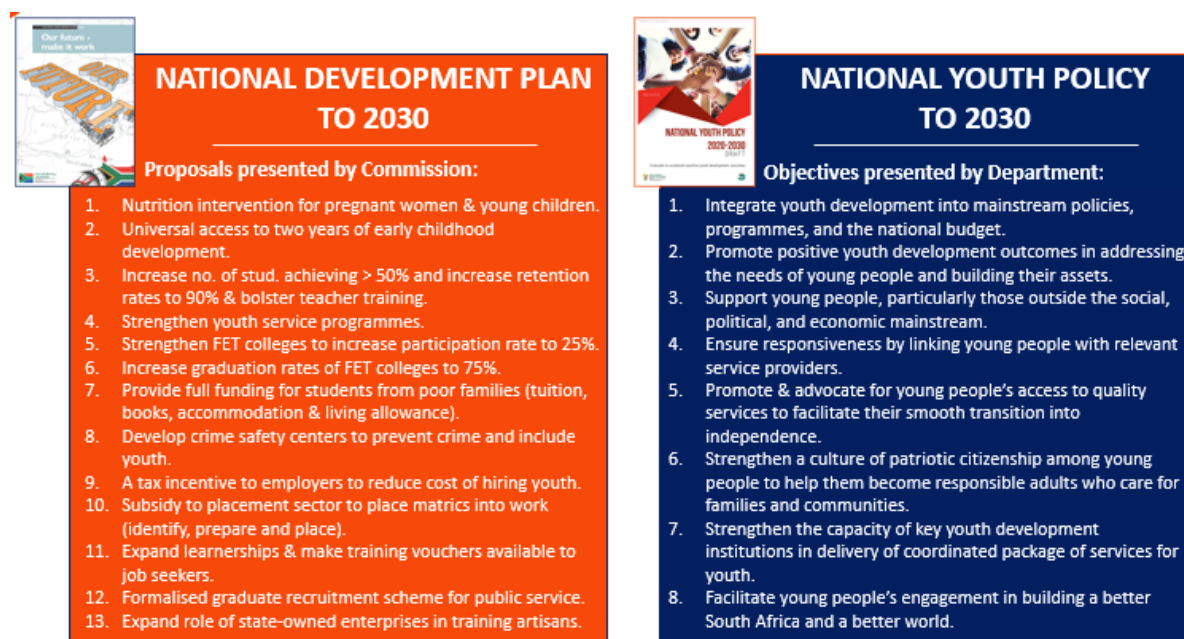 Our future -
make it work
OUR
FUTURE
NATIONAL DEVELOPMENT PLAN
TO 2030
Proposals presented by Commission:
1. Nutrition intervention for pregnant women & young children.
2. Universal access to two years of early childhood
development.
3. Increase no. of stud. achieving > 50% and increase retention
rates to 90% & bolster teacher training.
4. Strengthen youth service programmes.
5. Strengthen FET colleges to increase participation rate to 25%.
6. Increase graduation rates of FET colleges to 75%.
7. Provide full funding for students from poor families (tuition,
books, accommodation & living allowance).
8. Develop crime safety centers to prevent crime and include
youth.
9. A tax incentive to employers to reduce cost of hiring youth.
10. Subsidy to placement sector to place matrics into work
(identify, prepare and place).
11. Expand learnerships & make training vouchers available to
job seekers.
12. Formalised graduate recruitment scheme for public service.
13. Expand role of state-owned enterprises in training artisans.
NATIONAL YOUTH POLICY
2020-2030
DRAFT
NATIONAL YOUTH POLICY
TO 2030
Objectives presented by Department:
1. Integrate youth development into mainstream policies,
programmes, and the national budget.
2. Promote positive youth development outcomes in addressing
the needs of young people and building their assets.
3. Support young people, particularly those outside the social,
political, and economic mainstream.
4. Ensure responsiveness by linking young people with relevant
service providers.
5. Promote & advocate for young people's access to quality
services to facilitate their smooth transition into
independence.
6. Strengthen a culture of patriotic citizenship among young
people to help them become responsible adults who care for
families and communities.
7. Strengthen the capacity of key youth development
institutions in delivery of coordinated package of services for
youth.
8. Facilitate young people's engagement in building a better
South Africa and a better world.